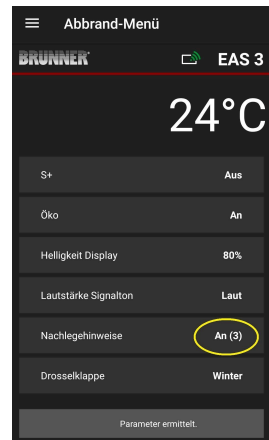 Abbrand-Menü
BRUNNER EAS 3
24°C
S+ Aus
Öko An
Helligkeit Display 80%
Lautstärke Signalton Laut
Nachlegehinweise An (3)
Drosselklappe Winter
Parameter ermittelt.